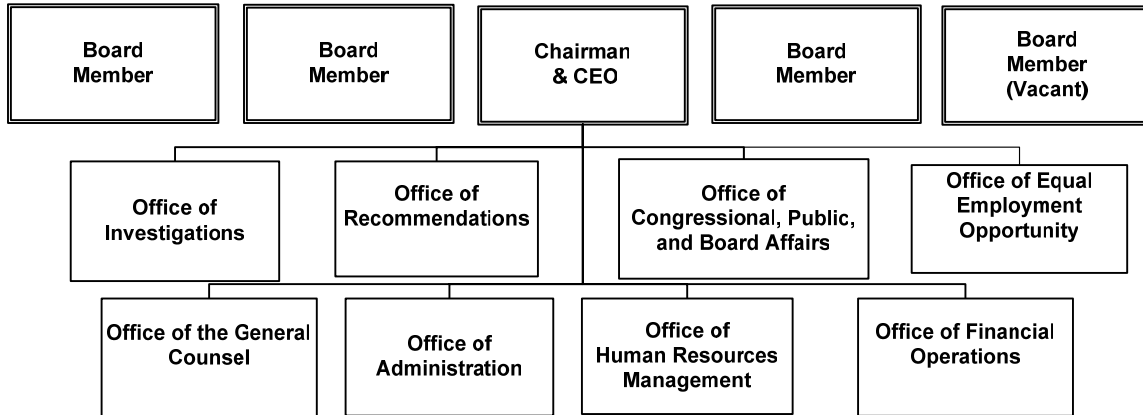 Board
Member
Board
Member
Chairman
& CEO
Board
Member
Board
Member
(Vacant)
Office of
Investigations
Office of
Recommendations
Office of
Congressional, Public,
and Board Affairs
Office of Equal
Employment
Opportunity
Office of the General
Counsel
Office of
Administration
Office of
Human Resources
Management
Office of Financial
Operations